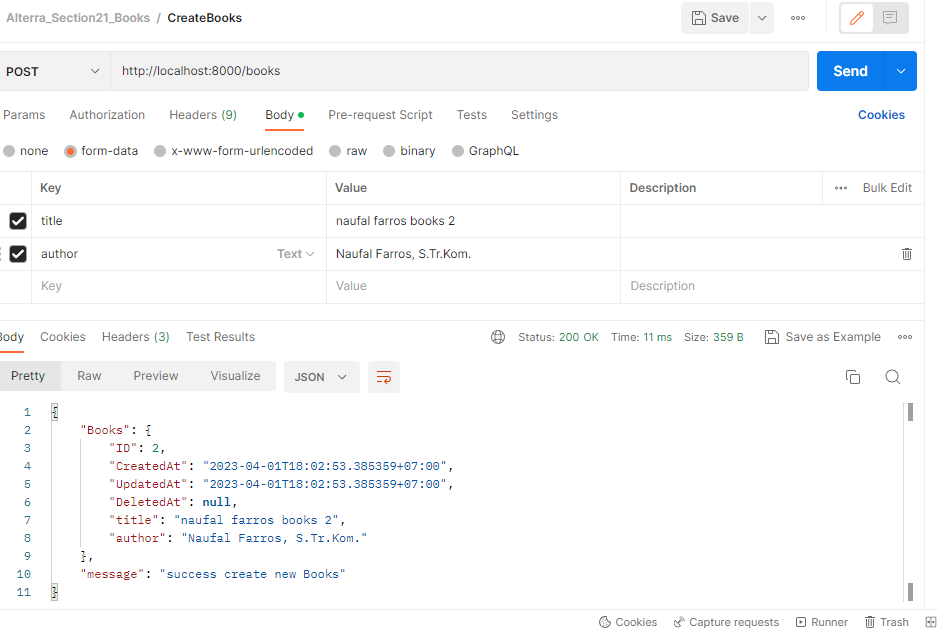 Alterra_Section21_Books / CreateBooks Save
POST http://localhost:8000/books Send
Params Authorization Headers (9) Body Pre-request Script Tests Settings Cookies
none form-data x-www-form-urlencoded raw binary GraphQL
Key Value Description Bulk Edit
title naufal farros books 2
author Text Naufal Farros, S.Tr.Kom.
Key Value Description
Body Cookies Headers (3) Test Results Status: 200 OK Time: 11 ms Size: 359 B Save as Example
Pretty Raw Preview Visualize JSON
1 {
2 "Books": {
3 "ID": 2,
4 "CreatedAt": "2023-04-01T18:02:53.385359+07:00",
5 "UpdatedAt": "2023-04-01T18:02:53.385359+07:00",
6 "DeletedAt": null,
7 "title": "naufal farros books 2",
8 "author": "Naufal Farros, S.Tr.Kom."
9 },
10 "message": "success create new Books"
11 }
Cookies Capture requests Runner Trash